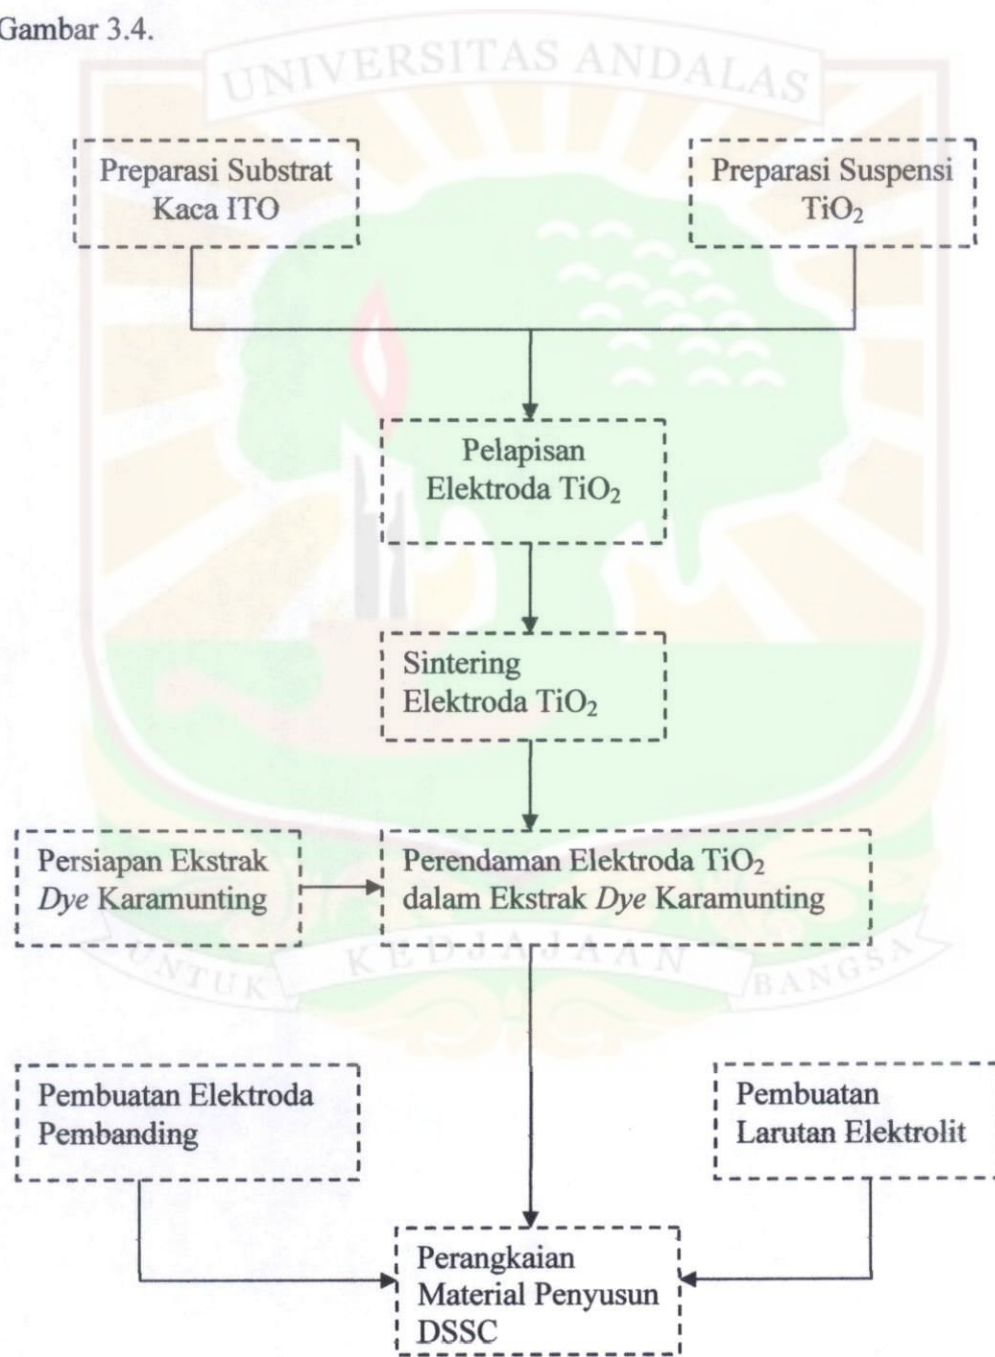 Gambar 3.4.
UNIVERSITAS ANDALAS
Preparasi Substrat
Kaca ITO
Preparasi Suspensi
TiO₂
Pelapisan
Elektroda TiO₂
Sintering
Elektroda TiO₂
Persiapan Ekstrak
Dye Karamunting
Perendaman Elektroda TiO₂
dalam Ekstrak Dye Karamunting
UNTUK KEDJAJAAN BANGSA
Pembuatan Elektroda
Pembanding
Pembuatan
Larutan Elektrolit
Perangkaian
Material Penyusun
DSSC